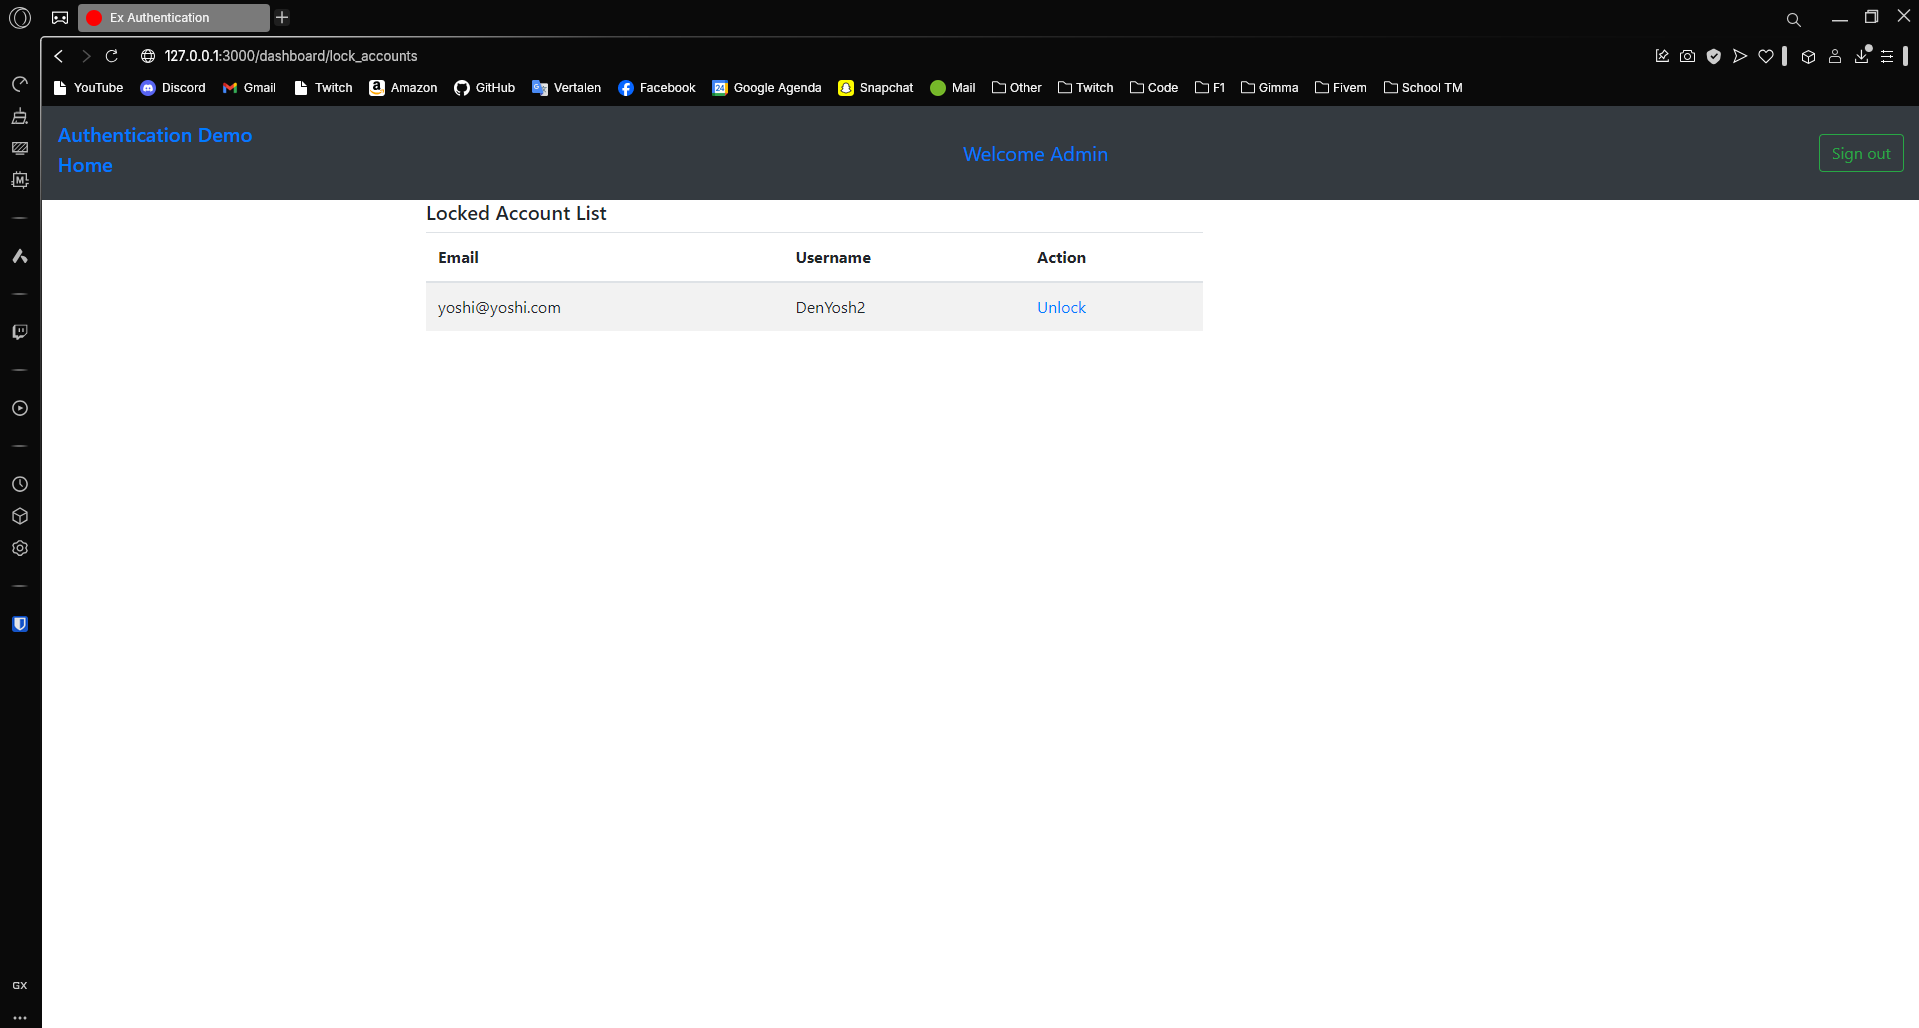 Ex Authentication
127.0.0.1:3000/dashboard/lock_accounts
YouTube Discord Gmail Twitch Amazon GitHub Vertalen Facebook Google Agenda Snapchat Mail Other Twitch Code F1 Gimma Fivem School TM
Authentication Demo
Home
Welcome Admin
Sign out
Locked Account List
Email Username Action
yoshi@yoshi.com DenYosh2 Unlock
GX